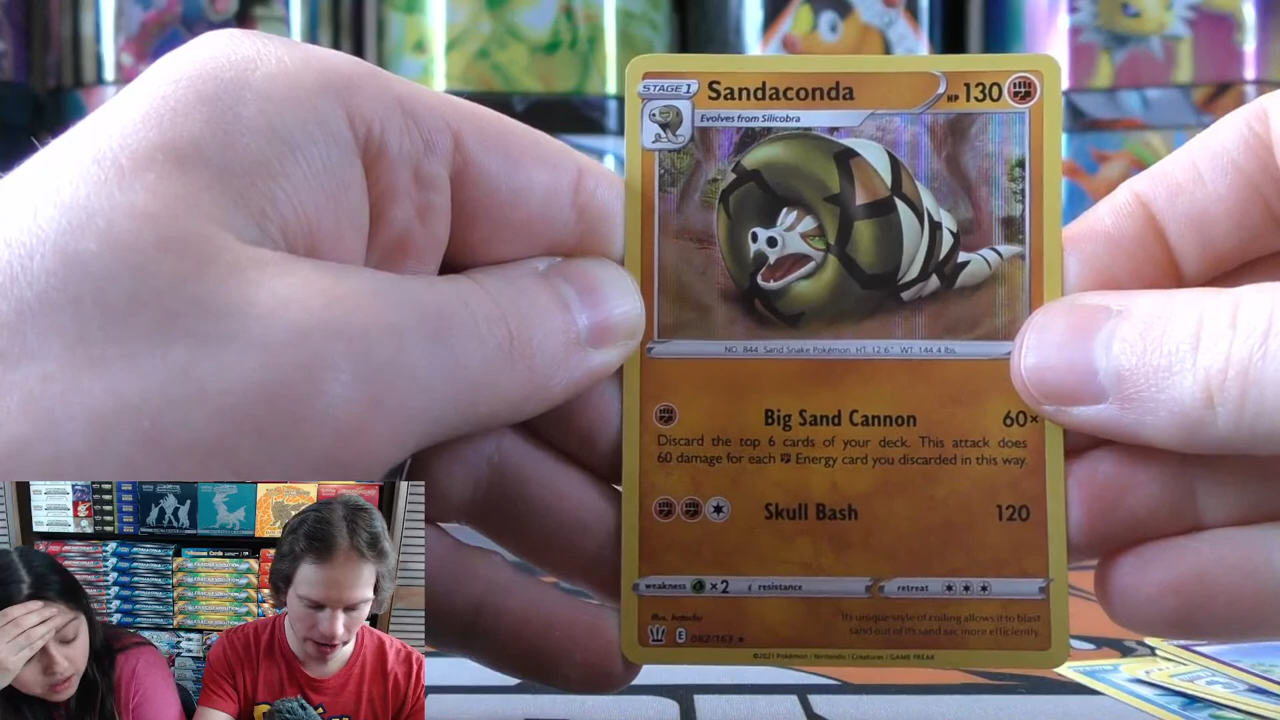 STAGE 1
Sandaconda
HP 130
Evolves from Silicobra
NO. 844 Sand Snake Pokémon HT: 12'6" WT: 144.4 lbs.
Big Sand Cannon 60×
Discard the top 6 cards of your deck. This attack does
60 damage for each Energy card you discarded in this way.
Skull Bash 120
weakness ×2 resistance retreat
Its unique style of coiling allows it to blast
sand out of its sand sac more efficiently.
E 082/163 ★
©2021 Pokémon / Nintendo / Creatures / GAME FREAK